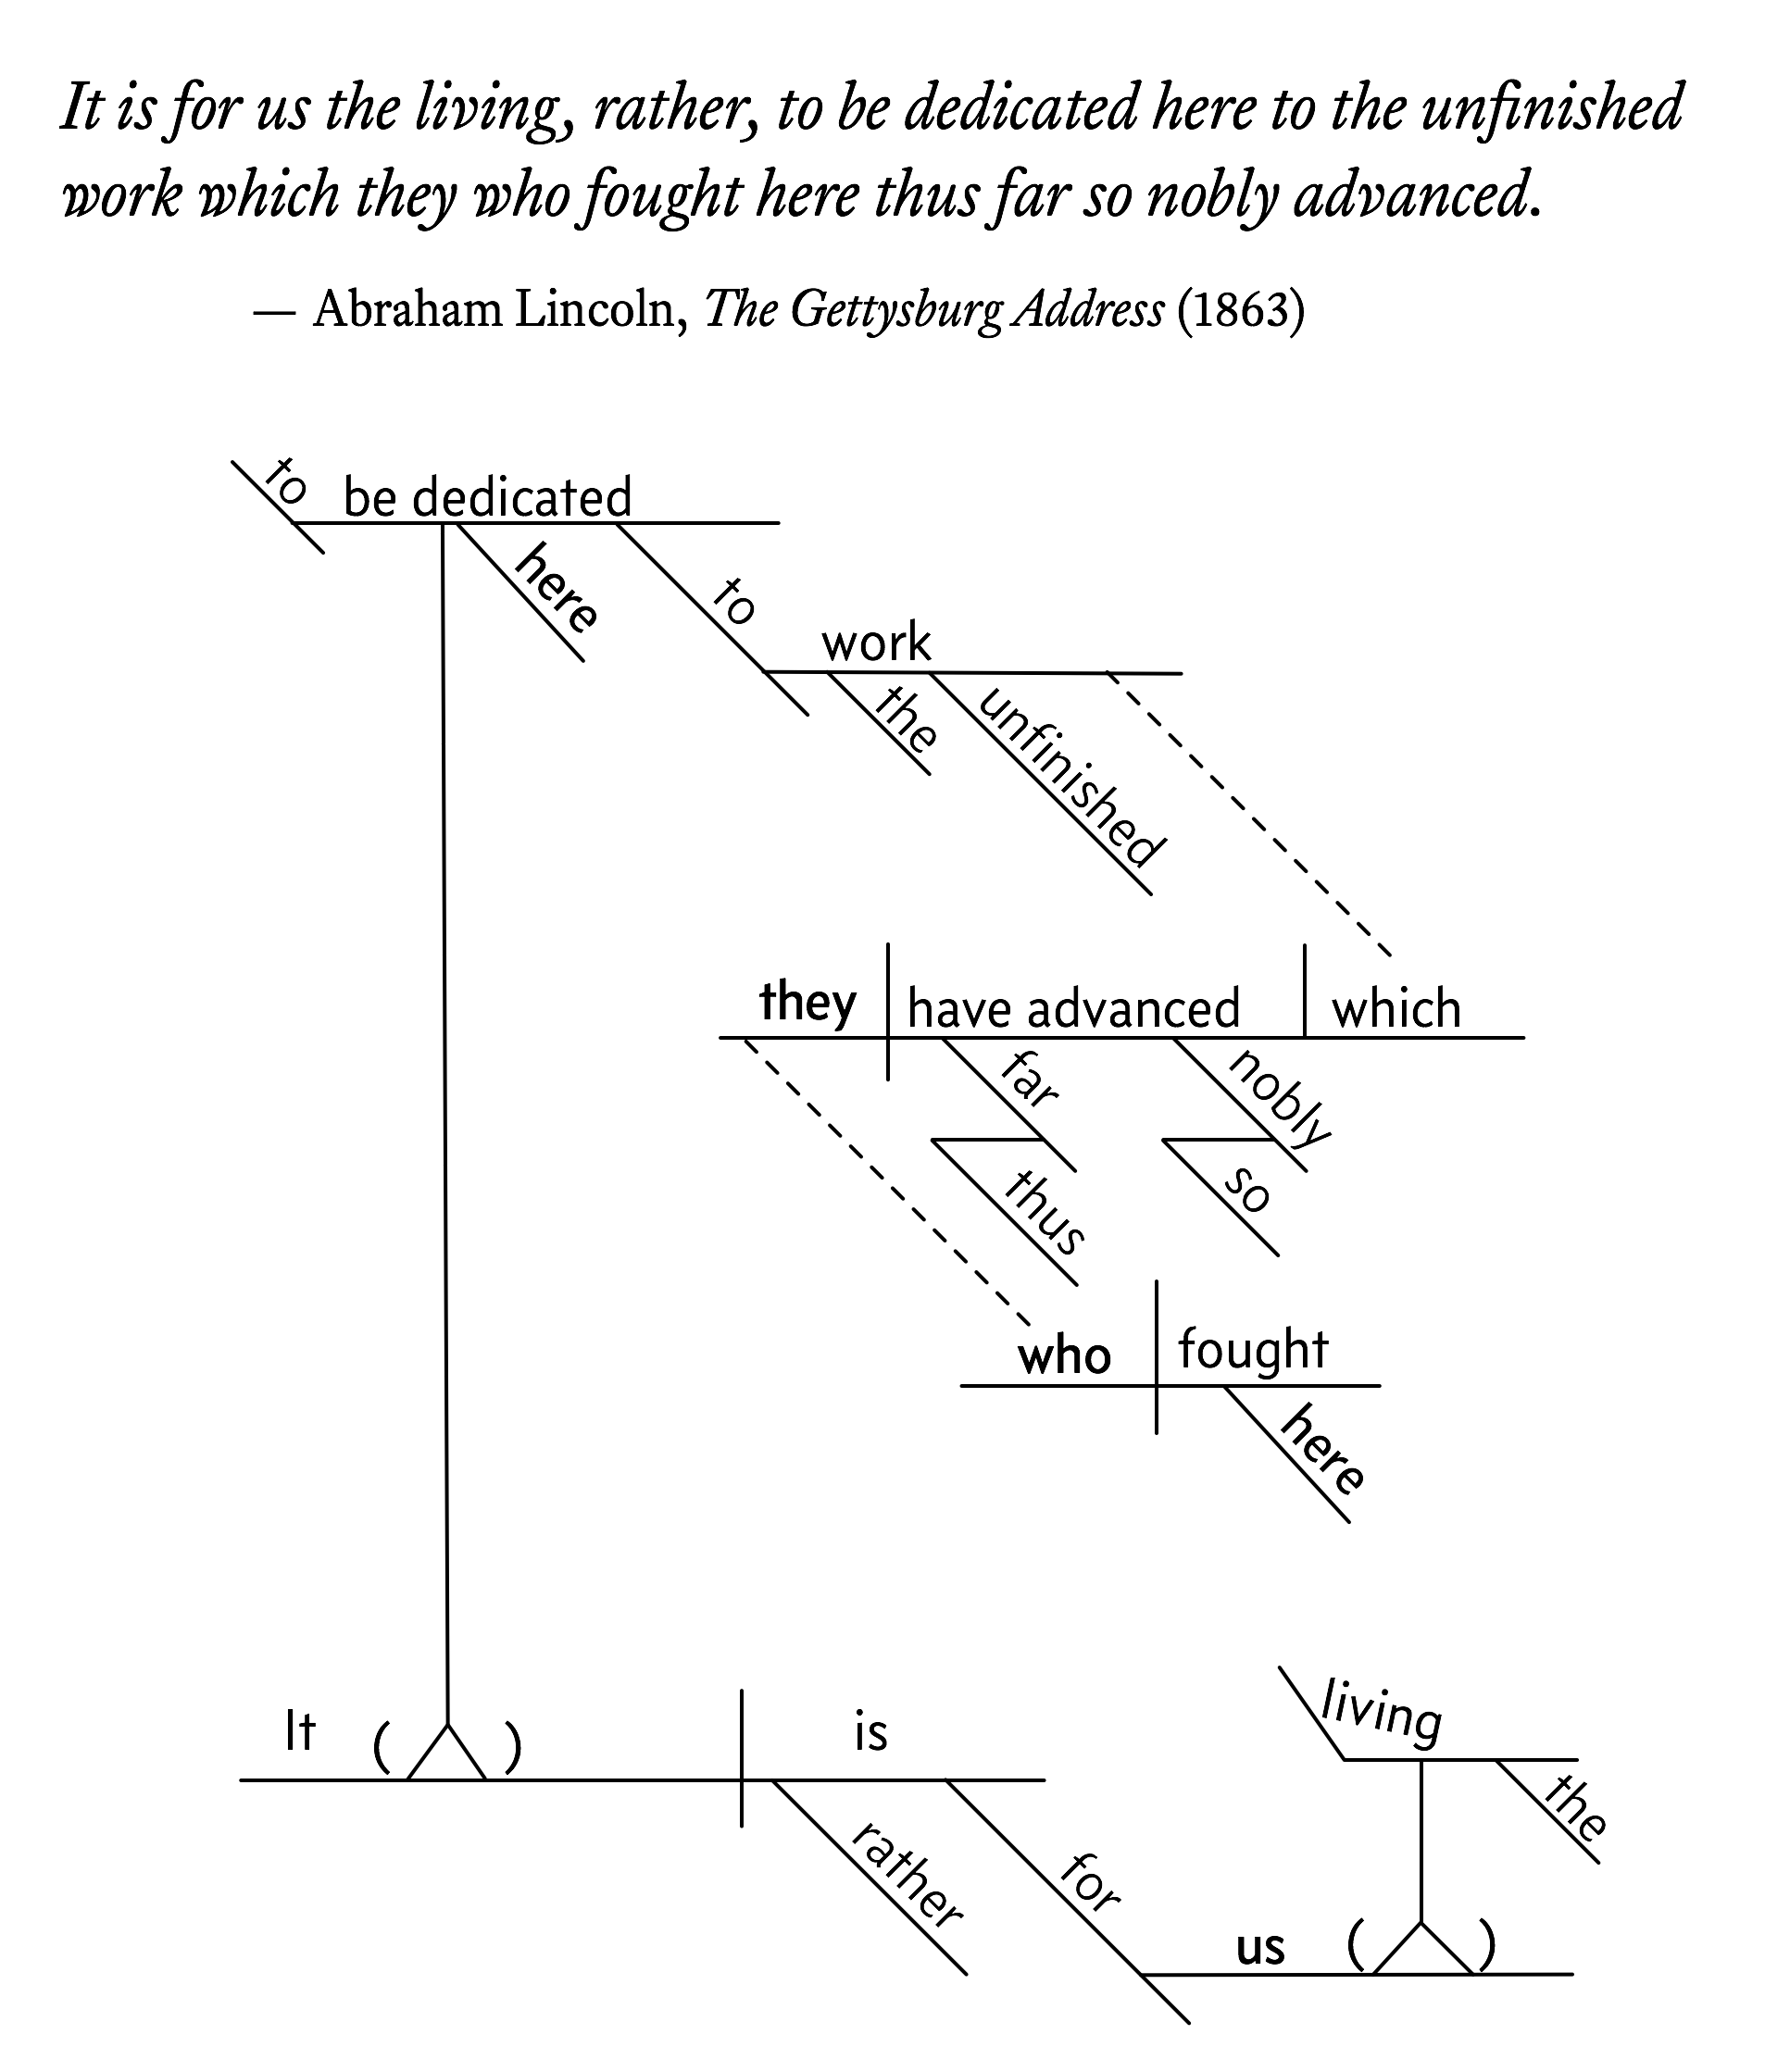 It is for us the living, rather, to be dedicated here to the unfinished
work which they who fought here thus far so nobly advanced.
— Abraham Lincoln, The Gettysburg Address (1863)
to be dedicated
here
to
work
the
unfinished
they have advanced which
far
nobly
thus
so
who fought
here
living
the
It ( ) is
rather
for
us ( )